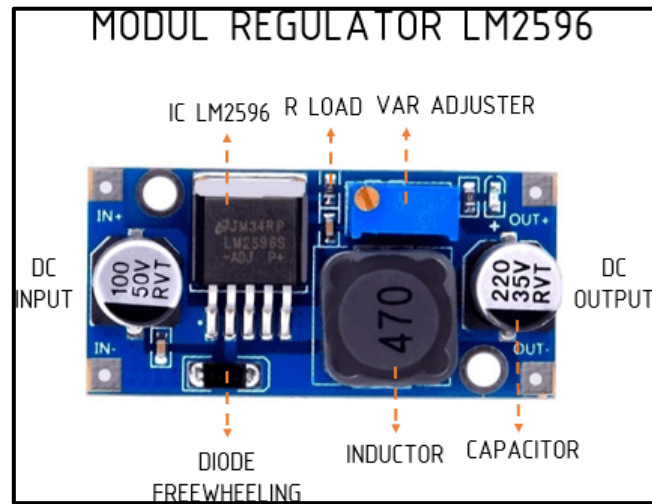 MODUL REGULATOR LM2596
IC LM2596
R LOAD
VAR ADJUSTER
IN+
OUT+
JM34RP
LM2596S
-ADJ P+
DC
INPUT
100
50V
RVT
470
220
35V
RVT
DC
OUTPUT
IN-
OUT-
DIODE
FREEWHEELING
INDUCTOR
CAPACITOR